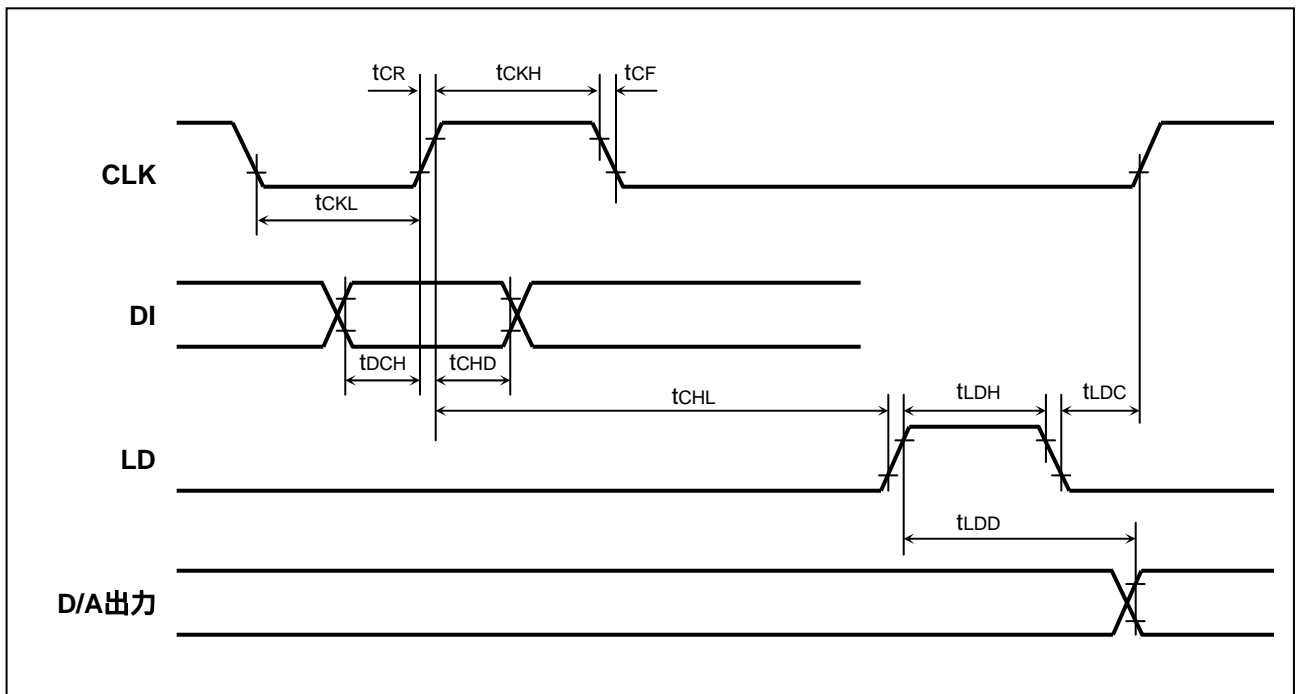 tCR
tCKH
tCF
CLK
tCKL
DI
tDCH
tCHD
tCHL
tLDH
tLDC
LD
tLDD
D/A出力